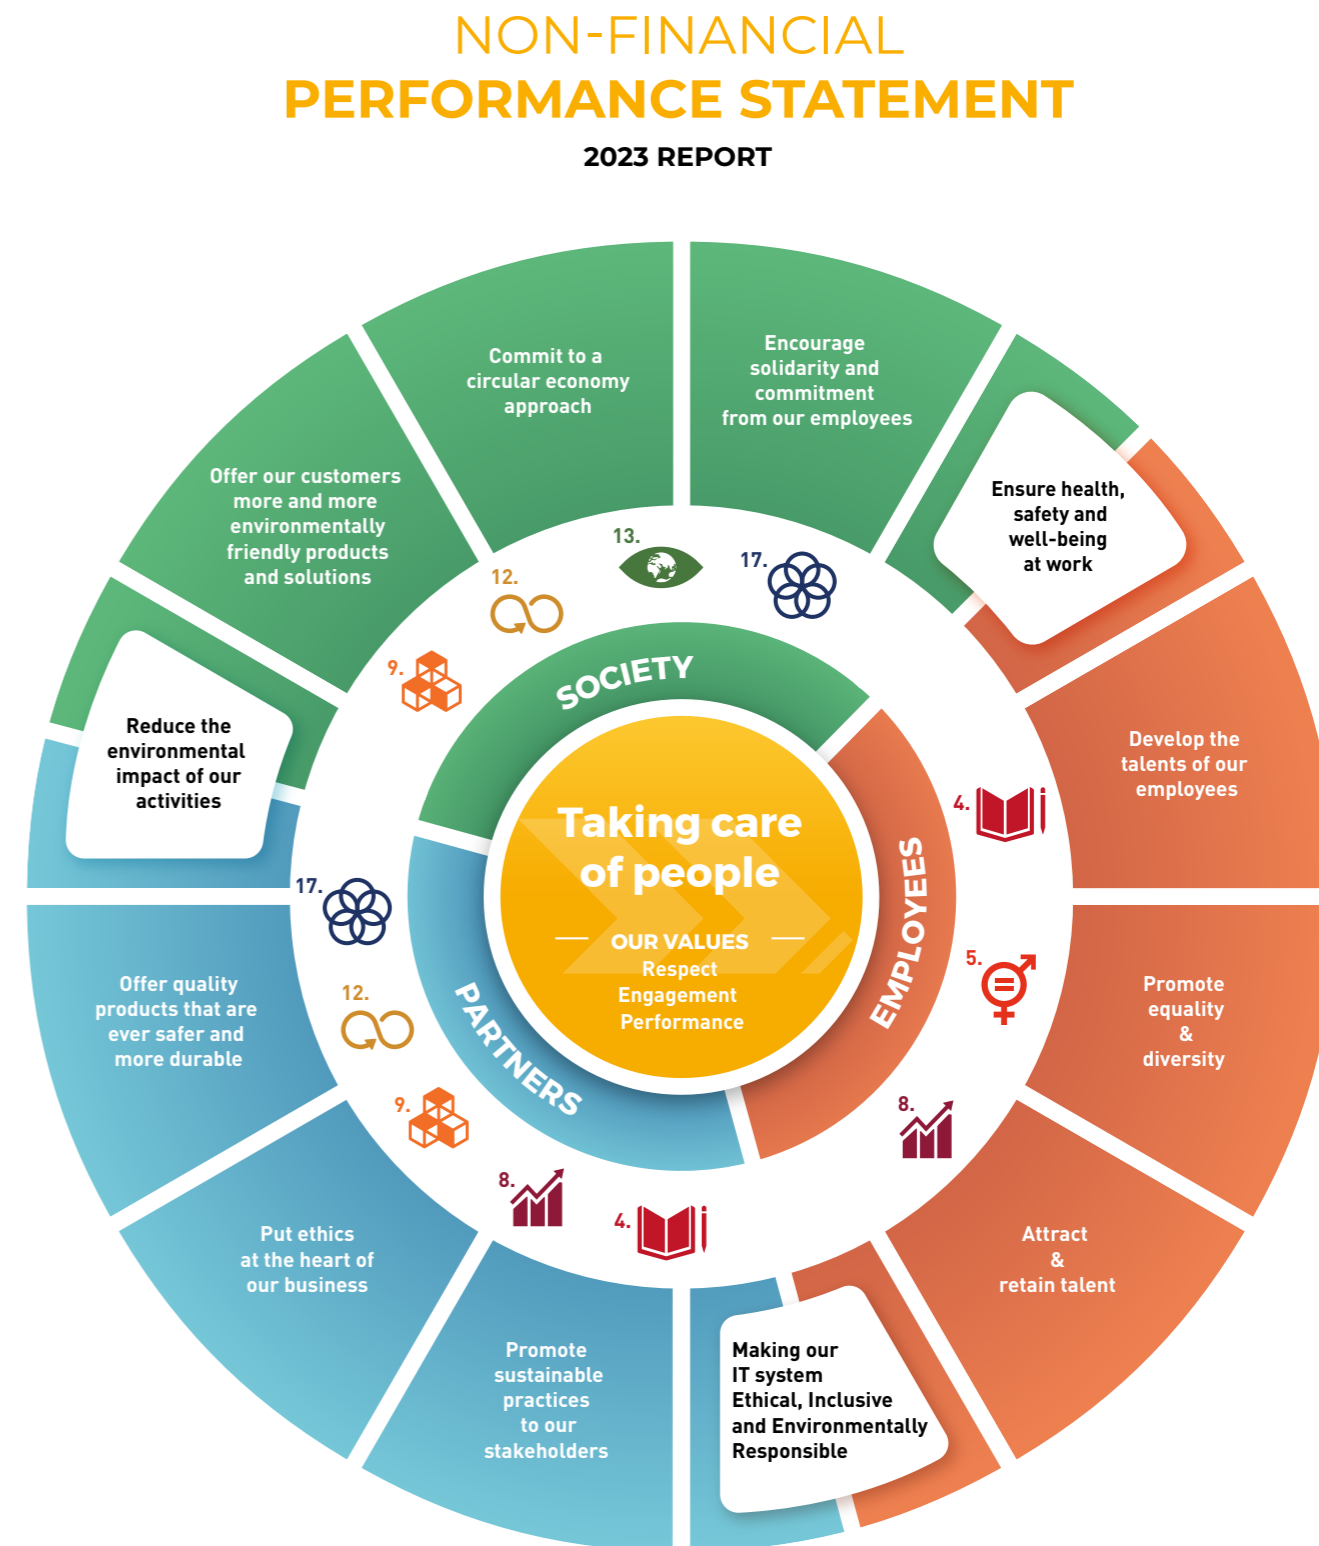 NON-FINANCIAL
PERFORMANCE STATEMENT
2023 REPORT
Commit to a
circular economy
approach
Encourage
solidarity and
commitment
from our employees
Ensure health,
safety and
well-being
at work
Develop the
talents of our
employees
Promote
equality
&
diversity
Attract
&
retain talent
Making our
IT system
Ethical, Inclusive
and Environmentally
Responsible
Promote
sustainable
practices
to our
stakeholders
Put ethics
at the heart of
our business
Offer quality
products that are
ever safer and
more durable
Reduce the
environmental
impact of our
activities
Offer our customers
more and more
environmentally
friendly products
and solutions
9.
12.
13.
17.
4.
5.
8.
4.
8.
9.
12.
17.
SOCIETY
EMPLOYEES
PARTNERS
Taking care
of people
OUR VALUES
Respect
Engagement
Performance